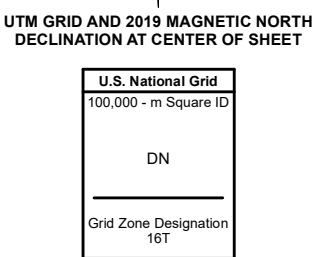 UTM GRID AND 2019 MAGNETIC NORTH
DECLINATION AT CENTER OF SHEET
U.S. National Grid
100,000 - m Square ID
DN
Grid Zone Designation
16T